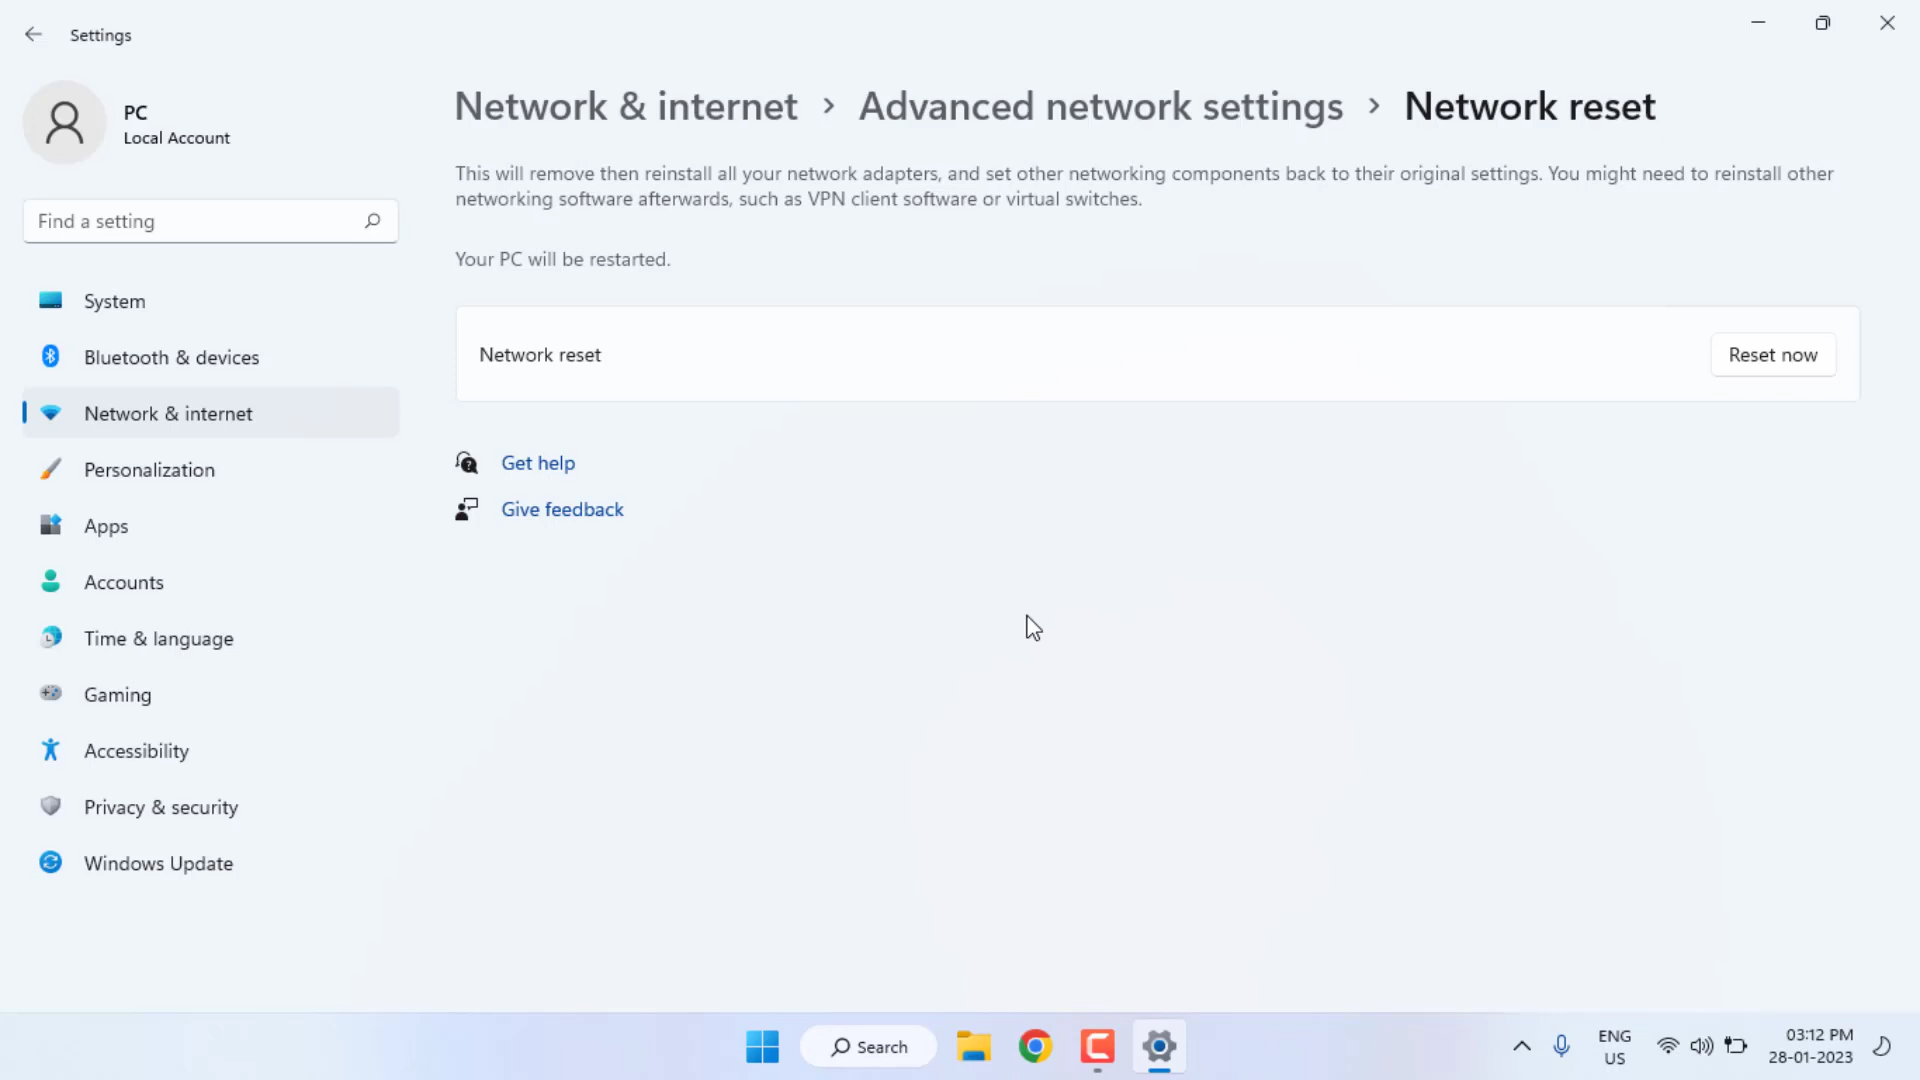 Settings
PC
Local Account
Find a setting
System
Bluetooth & devices
Network & internet
Personalization
Apps
Accounts
Time & language
Gaming
Accessibility
Privacy & security
Windows Update
Network & internet > Advanced network settings > Network reset
This will remove then reinstall all your network adapters, and set other networking components back to their original settings. You might need to reinstall other
networking software afterwards, such as VPN client software or virtual switches.
Your PC will be restarted.
Network reset Reset now
Get help
Give feedback
Search
ENG
US
03:12 PM
28-01-2023